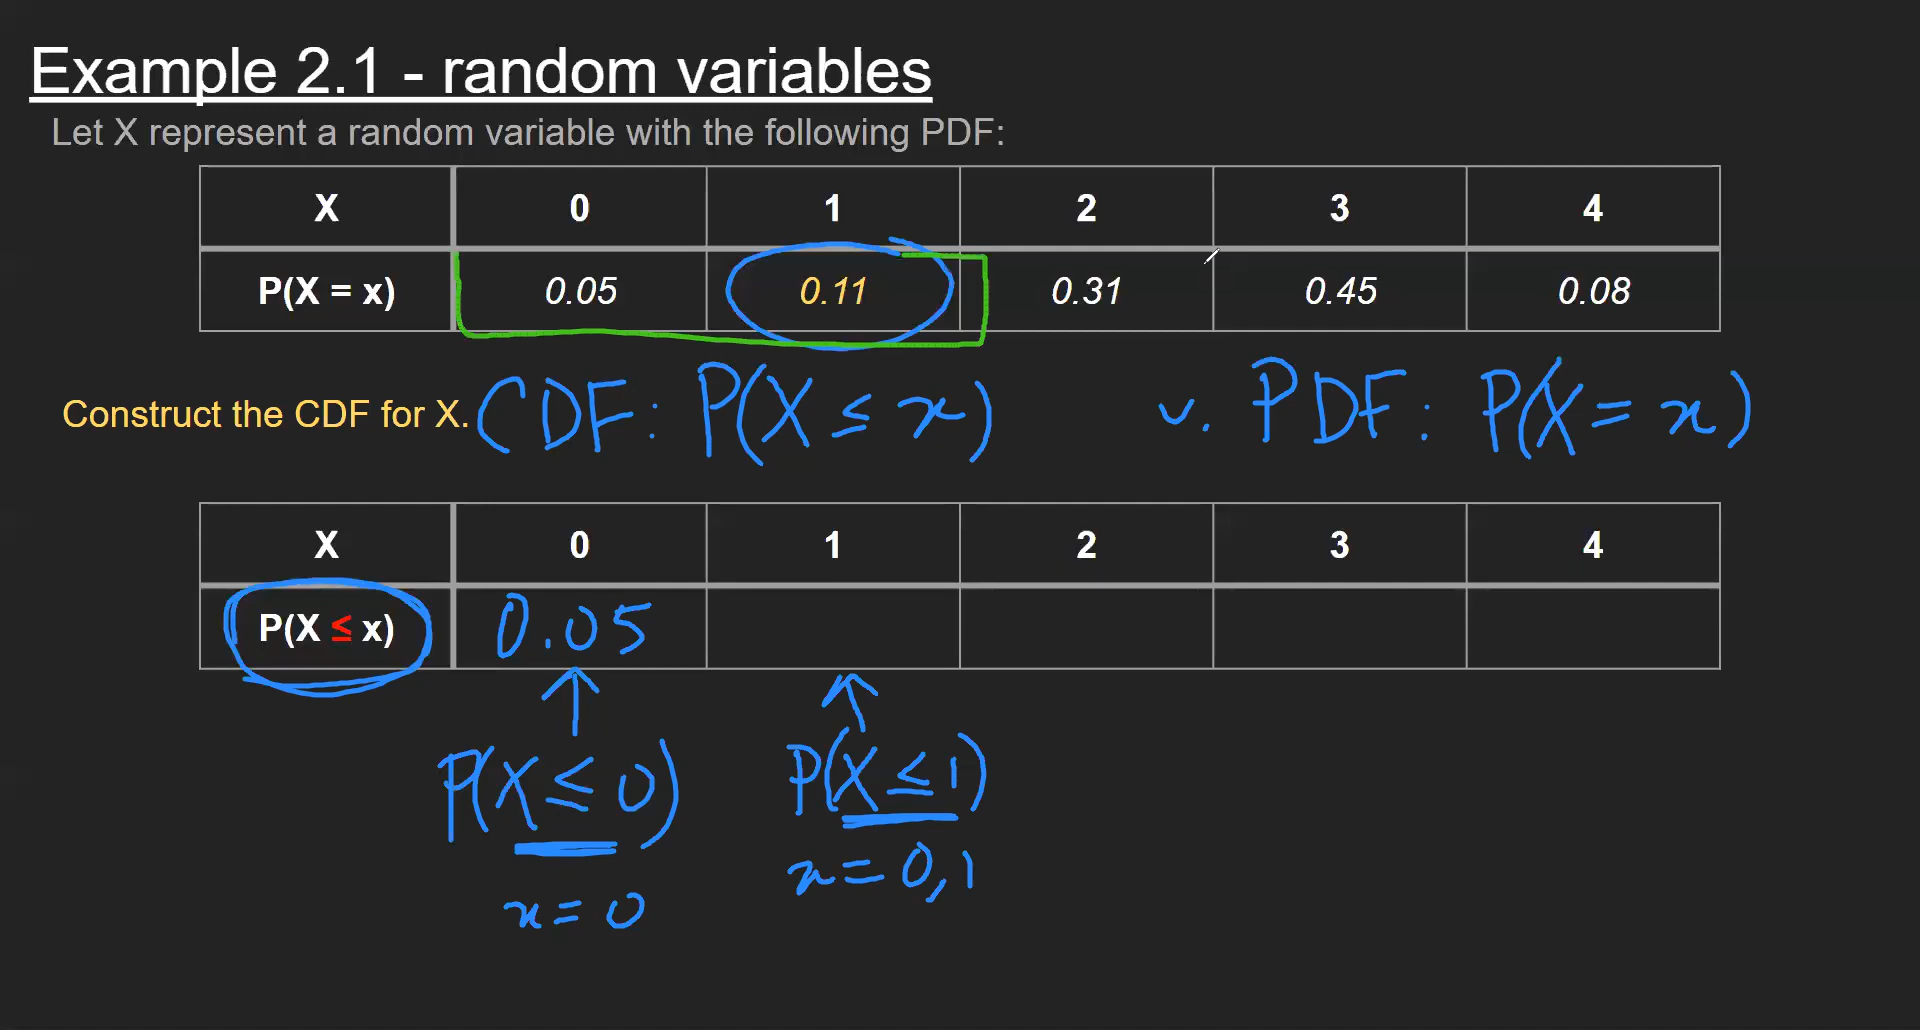 Example 2.1 - random variables
Let X represent a random variable with the following PDF:
X 0 1 2 3 4
P(X = x) 0.05 0.11 0.31 0.45 0.08
Construct the CDF for X. CDF: P(X ≤ x) v. PDF: P(X = x)
X 0 1 2 3 4
P(X ≤ x) 0.05
P(X ≤ 0) P(X ≤ 1)
x = 0 x = 0, 1